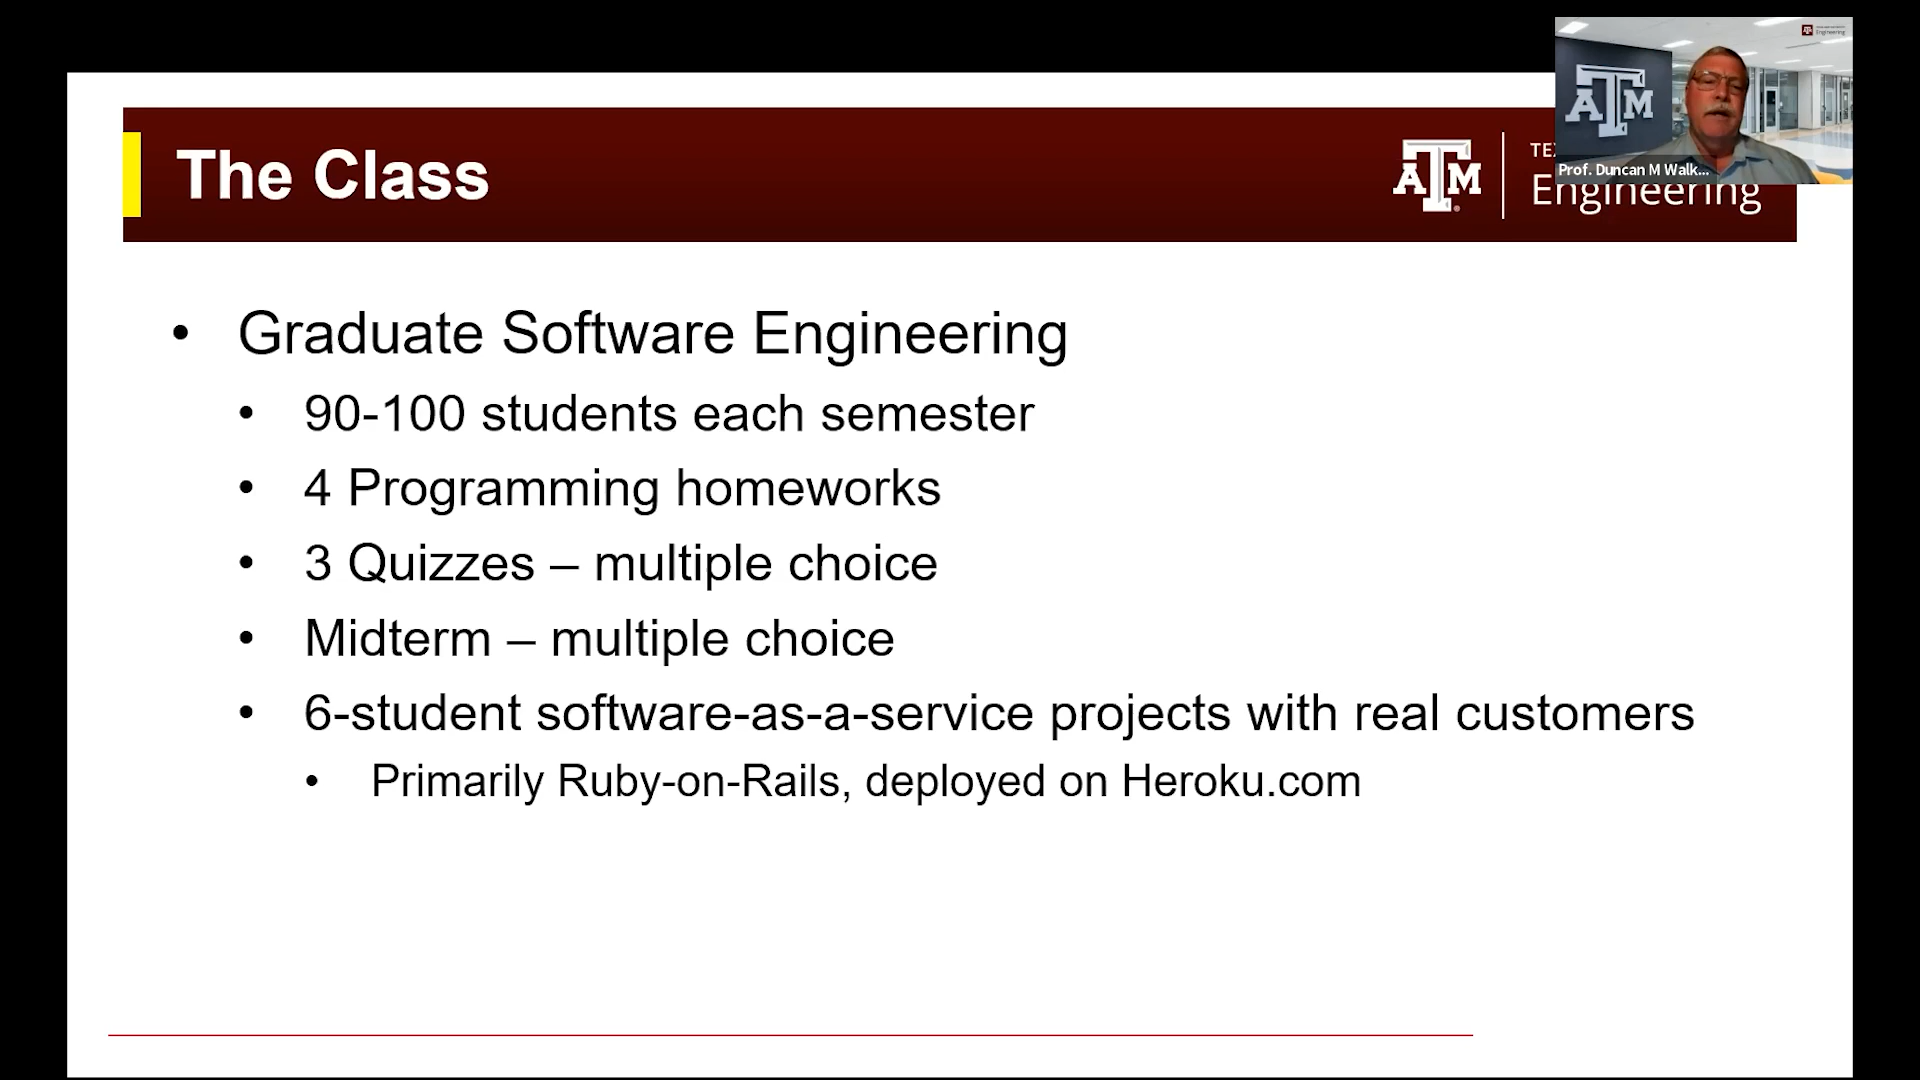 The Class
ATM
Engineering
ATM
Prof. Duncan M Walk...
• Graduate Software Engineering
• 90-100 students each semester
• 4 Programming homeworks
• 3 Quizzes – multiple choice
• Midterm – multiple choice
• 6-student software-as-a-service projects with real customers
• Primarily Ruby-on-Rails, deployed on Heroku.com